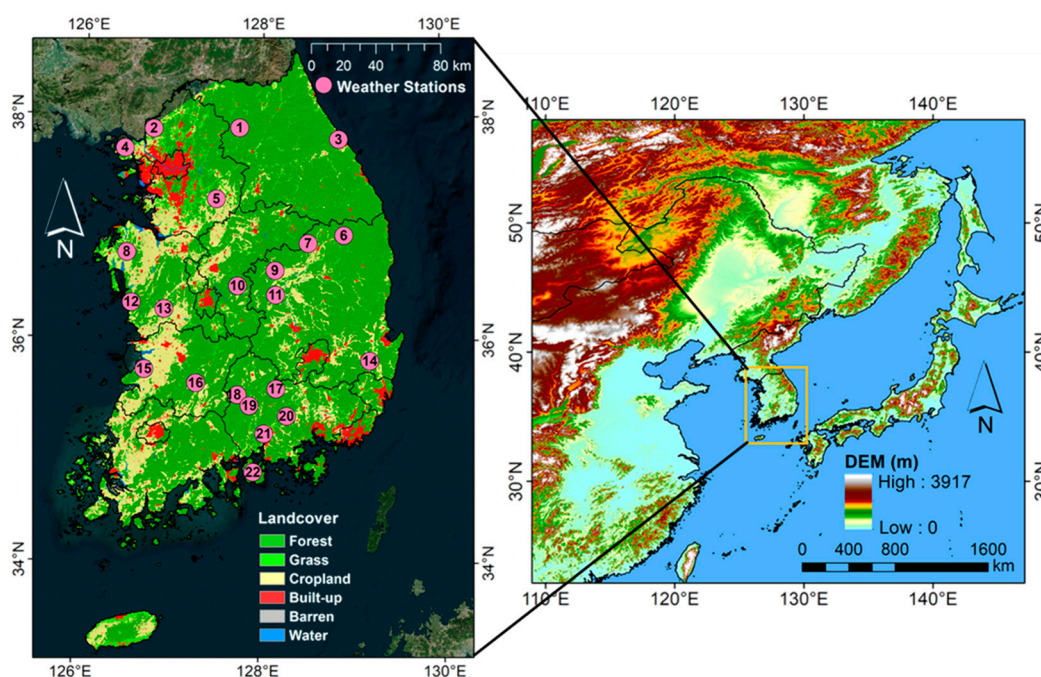 126°E 128°E 130°E
0 20 40 80 km
Weather Stations
38°N
38°N
36°N
36°N
34°N
34°N
N
1
2
3
4
5
6
7
8
9
10
11
12
13
14
15
16
17
18
19
20
21
22
Landcover
Forest
Grass
Cropland
Built-up
Barren
Water
126°E 128°E 130°E
110°E 120°E 130°E 140°E
50°N
50°N
40°N
40°N
30°N
30°N
N
DEM (m)
High : 3917
Low : 0
0 400 800 1600
km
110°E 120°E 130°E 140°E